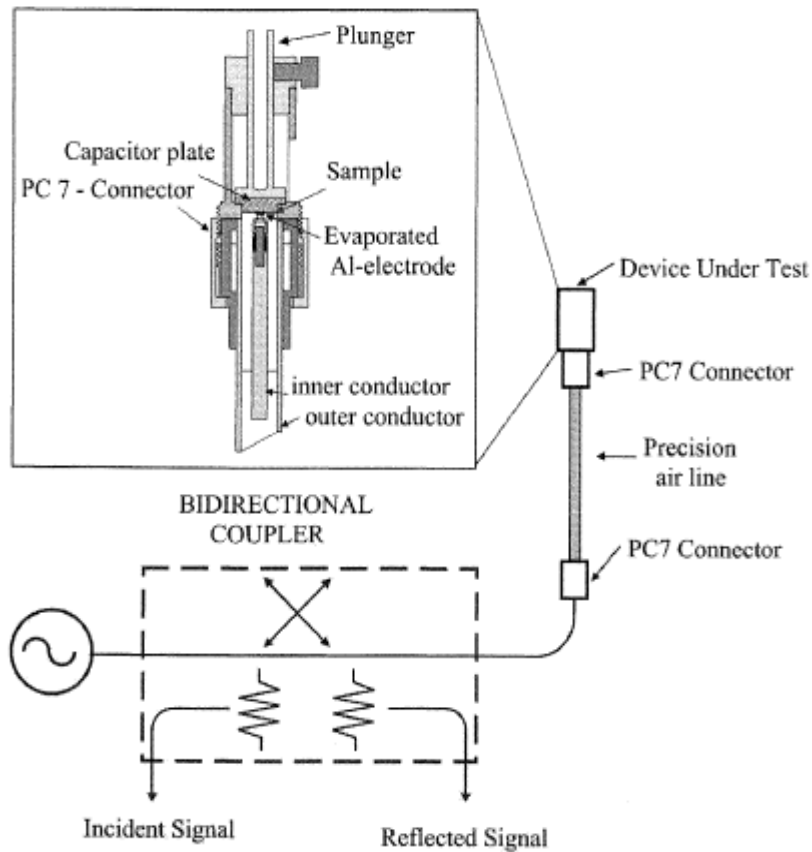 Plunger
Capacitor plate
PC 7 - Connector
Sample
Evaporated
Al-electrode
inner conductor
outer conductor
Device Under Test
PC7 Connector
Precision
air line
PC7 Connector
BIDIRECTIONAL
COUPLER
Incident Signal
Reflected Signal